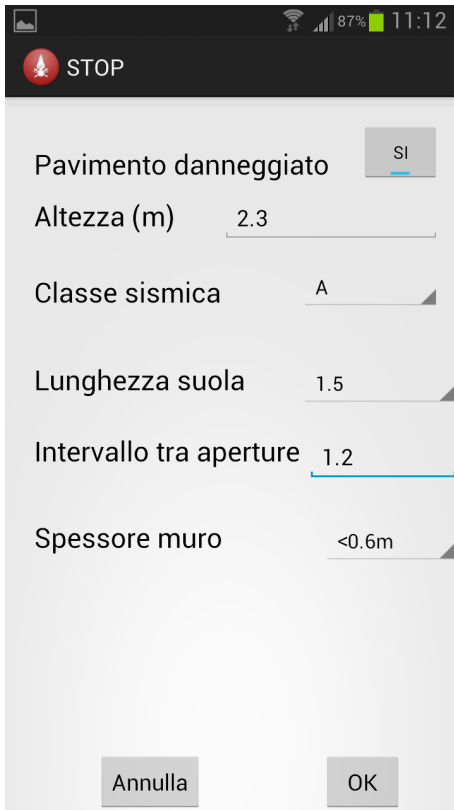 87% 11:12
STOP
Pavimento danneggiato SI
Altezza (m) 2.3
Classe sismica A
Lunghezza suola 1.5
Intervallo tra aperture 1.2
Spessore muro <0.6m
Annulla OK